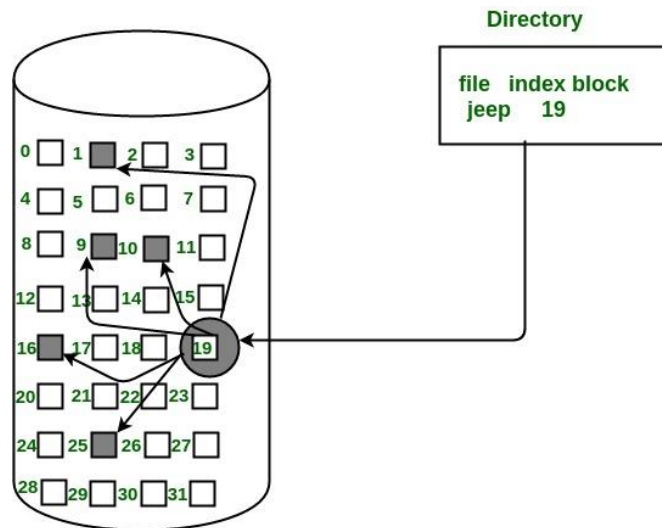 Directory
file index block
jeep 19
0 1 2 3
4 5 6 7
8 9 10 11
12 13 14 15
16 17 18 19
20 21 22 23
24 25 26 27
28 29 30 31